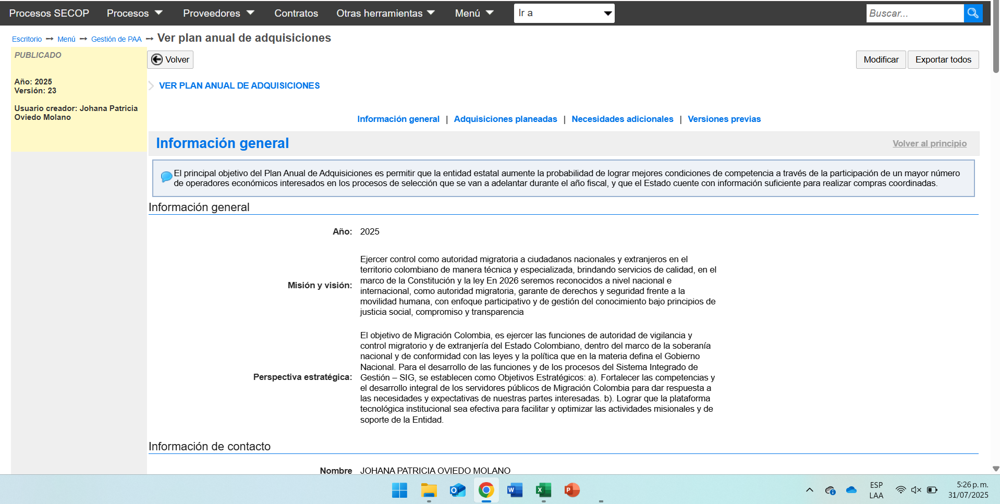 Procesos SECOP Procesos Proveedores Contratos Otras herramientas Menú Ir a Buscar...
Escritorio Menú Gestión de PAA Ver plan anual de adquisiciones
PUBLICADO
Año: 2025
Versión: 23
Usuario creador: Johana Patricia
Oviedo Molano
Volver Modificar Exportar todos
VER PLAN ANUAL DE ADQUISICIONES
Información general | Adquisiciones planeadas | Necesidades adicionales | Versiones previas
Información general Volver al principio
El principal objetivo del Plan Anual de Adquisiciones es permitir que la entidad estatal aumente la probabilidad de lograr mejores condiciones de competencia a través de la participación de un mayor número
de operadores económicos interesados en los procesos de selección que se van a adelantar durante el año fiscal, y que el Estado cuente con información suficiente para realizar compras coordinadas.
Información general
Año: 2025
Misión y visión:
Ejercer control como autoridad migratoria a ciudadanos nacionales y extranjeros en el
territorio colombiano de manera técnica y especializada, brindando servicios de calidad, en el
marco de la Constitución y la ley En 2026 seremos reconocidos a nivel nacional e
internacional, como autoridad migratoria, garante de derechos y seguridad frente a la
movilidad humana, con enfoque participativo y de gestión del conocimiento bajo principios de
justicia social, compromiso y transparencia
Perspectiva estratégica:
El objetivo de Migración Colombia, es ejercer las funciones de autoridad de vigilancia y
control migratorio y de extranjería del Estado Colombiano, dentro del marco de la soberanía
nacional y de conformidad con las leyes y la política que en la materia defina el Gobierno
Nacional. Para el desarrollo de las funciones y de los procesos del Sistema Integrado de
Gestión – SIG, se establecen como Objetivos Estratégicos: a). Fortalecer las competencias y
el desarrollo integral de los servidores públicos de Migración Colombia para dar respuesta a
las necesidades y expectativas de nuestras partes interesadas. b). Lograr que la plataforma
tecnológica institucional sea efectiva para facilitar y optimizar las actividades misionales y de
soporte de la Entidad.
Información de contacto
Nombre JOHANA PATRICIA OVIEDO MOLANO
ESP
LAA
5:26 p. m.
31/07/2025